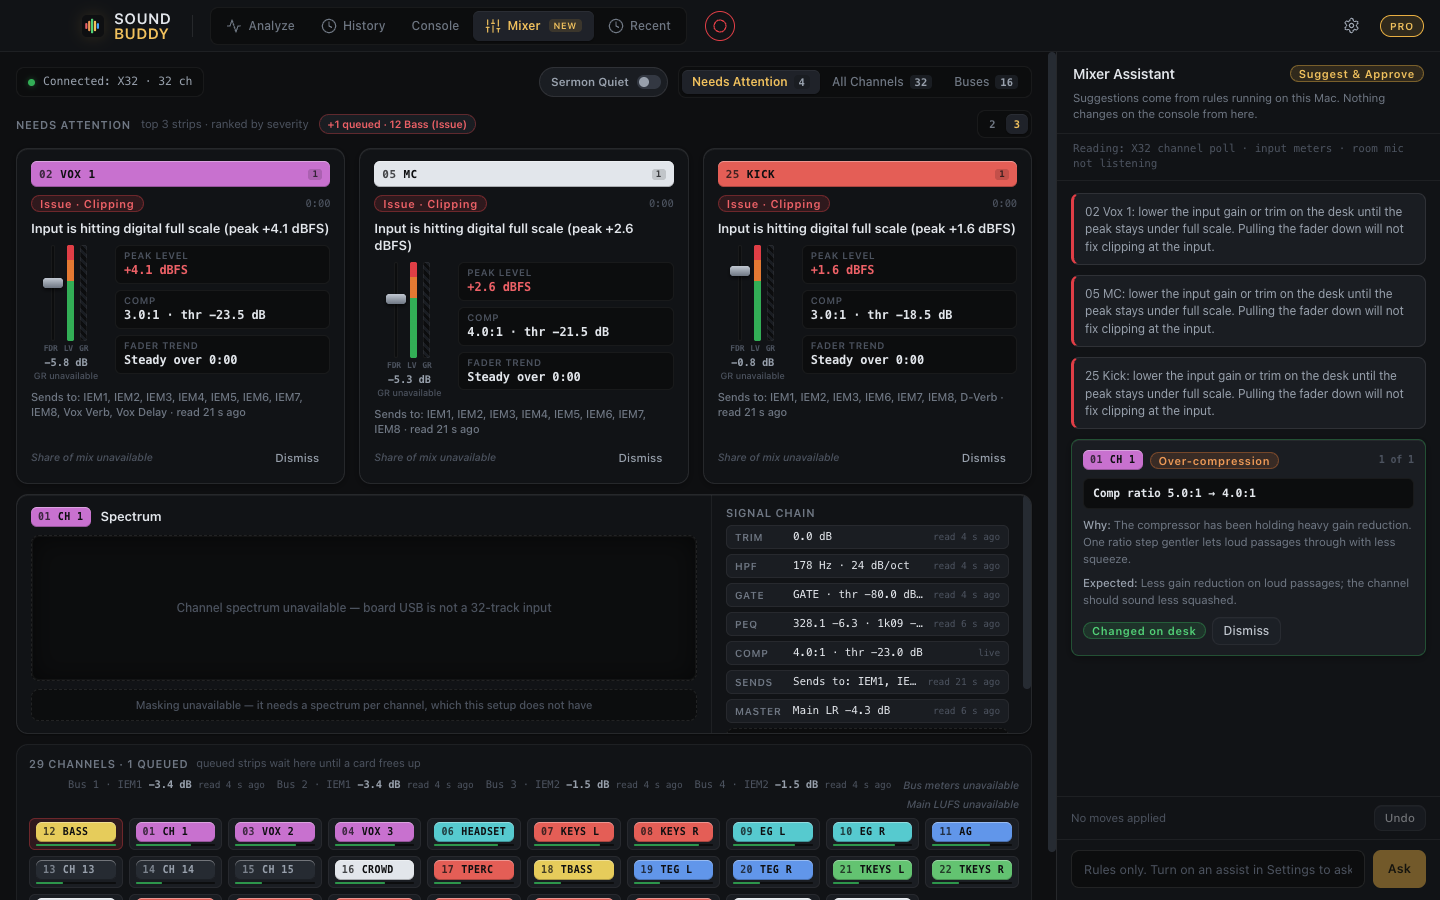 SOUND
BUDDY
Analyze
History
Console
Mixer NEW
Recent
PRO
Connected: X32 · 32 ch
Sermon Quiet
Needs Attention 4
All Channels 32
Buses 16
NEEDS ATTENTION top 3 strips · ranked by severity +1 queued · 12 Bass (Issue)
2 3
02 VOX 1 1
Issue · Clipping 0:00
Input is hitting digital full scale (peak +4.1 dBFS)
PEAK LEVEL
+4.1 dBFS
COMP
3.0:1 · thr −23.5 dB
FADER TREND
Steady over 0:00
FDR LV GR
−5.8 dB
GR unavailable
Sends to: IEM1, IEM2, IEM3, IEM4, IEM5, IEM6, IEM7,
IEM8, Vox Verb, Vox Delay · read 21 s ago
Share of mix unavailable
Dismiss
05 MC 1
Issue · Clipping 0:00
Input is hitting digital full scale (peak +2.6
dBFS)
PEAK LEVEL
+2.6 dBFS
COMP
4.0:1 · thr −21.5 dB
FADER TREND
Steady over 0:00
FDR LV GR
−5.3 dB
GR unavailable
Sends to: IEM1, IEM2, IEM3, IEM4, IEM5, IEM6, IEM7,
IEM8 · read 21 s ago
Share of mix unavailable
Dismiss
25 KICK 1
Issue · Clipping 0:00
Input is hitting digital full scale (peak +1.6 dBFS)
PEAK LEVEL
+1.6 dBFS
COMP
3.0:1 · thr −18.5 dB
FADER TREND
Steady over 0:00
FDR LV GR
−0.8 dB
GR unavailable
Sends to: IEM1, IEM2, IEM3, IEM6, IEM7, IEM8, D-Verb ·
read 21 s ago
Share of mix unavailable
Dismiss
01 CH 1 Spectrum
Channel spectrum unavailable — board USB is not a 32-track input
Masking unavailable — it needs a spectrum per channel, which this setup does not have
SIGNAL CHAIN
TRIM 0.0 dB read 4 s ago
HPF 178 Hz · 24 dB/oct read 4 s ago
GATE GATE · thr −80.0 dB… read 4 s ago
PEQ 328.1 −6.3 · 1k09 −… read 6 s ago
COMP 4.0:1 · thr −23.0 dB live
SENDS Sends to: IEM1, IE… read 21 s ago
MASTER Main LR −4.3 dB read 6 s ago
29 CHANNELS · 1 QUEUED queued strips wait here until a card frees up
Bus 1 · IEM1 −3.4 dB read 4 s ago Bus 2 · IEM1 −3.4 dB read 4 s ago Bus 3 · IEM2 −1.5 dB read 4 s ago Bus 4 · IEM2 −1.5 dB read 4 s ago Bus meters unavailable
Main LUFS unavailable
12 BASS 01 CH 1 03 VOX 2 04 VOX 3 06 HEADSET 07 KEYS L 08 KEYS R 09 EG L 10 EG R 11 AG
13 CH 13 14 CH 14 15 CH 15 16 CROWD 17 TPERC 18 TBASS 19 TEG L 20 TEG R 21 TKEYS L 22 TKEYS R
Mixer Assistant
Suggest & Approve
Suggestions come from rules running on this Mac. Nothing
changes on the console from here.
Reading: X32 channel poll · input meters · room mic
not listening
02 Vox 1: lower the input gain or trim on the desk until the
peak stays under full scale. Pulling the fader down will not
fix clipping at the input.
05 MC: lower the input gain or trim on the desk until the
peak stays under full scale. Pulling the fader down will not
fix clipping at the input.
25 Kick: lower the input gain or trim on the desk until the
peak stays under full scale. Pulling the fader down will not
fix clipping at the input.
01 CH 1 Over-compression 1 of 1
Comp ratio 5.0:1 → 4.0:1
Why: The compressor has been holding heavy gain reduction.
One ratio step gentler lets loud passages through with less
squeeze.
Expected: Less gain reduction on loud passages; the channel
should sound less squashed.
Changed on desk
Dismiss
No moves applied
Undo
Rules only. Turn on an assist in Settings to ask
Ask